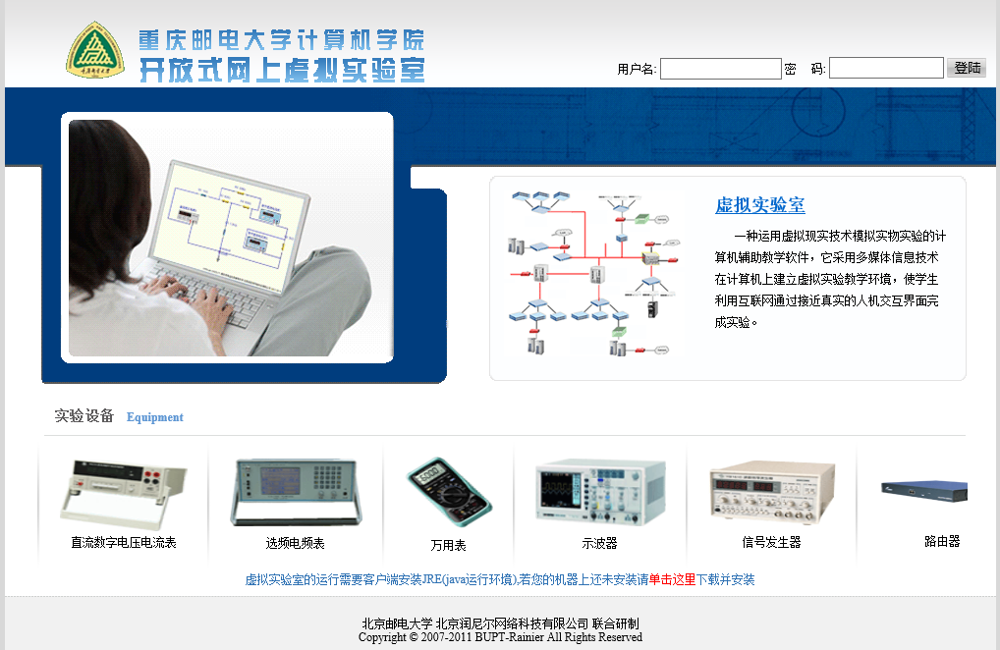 重庆邮电大学计算机学院
开放式网上虚拟实验室
用户名: 密 码: 登陆
虚拟实验室
一种运用虚拟现实技术模拟实物实验的计
算机辅助教学软件，它采用多媒体信息技术
在计算机上建立虚拟实验教学环境，使学生
利用互联网通过接近真实的人机交互界面完
成实验。
实验设备 Equipment
直流数字电压电流表 选频电频表 万用表 示波器 信号发生器 路由器
虚拟实验室的运行需要客户端安装JRE(java运行环境),若您的机器上还未安装请单击这里下载并安装
北京邮电大学 北京润尼尔网络科技有限公司 联合研制
Copyright © 2007-2011 BUPT-Rainier All Rights Reserved